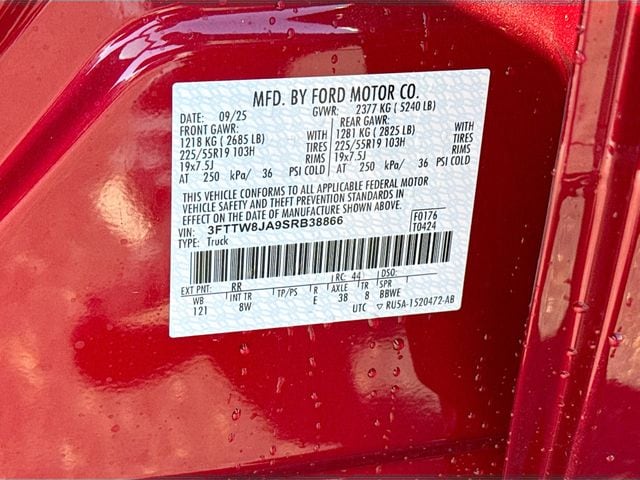 MFD. BY FORD MOTOR CO.
DATE: 09/25 GVWR: 2377 KG ( 5240 LB)
FRONT GAWR: REAR GAWR:
1218 KG ( 2685 LB) WITH 1281 KG ( 2825 LB) WITH
225/55R19 103H TIRES 225/55R19 103H TIRES
19x7.5J RIMS 19x7.5J RIMS
AT 250 kPa/ 36 PSI COLD AT 250 kPa/ 36 PSI COLD
THIS VEHICLE CONFORMS TO ALL APPLICABLE FEDERAL MOTOR
VEHICLE SAFETY AND THEFT PREVENTION STANDARDS IN
EFFECT ON THE DATE OF MANUFACTURE SHOWN ABOVE.
VIN: 3FTTW8JA9SRB38866 F0176
TYPE: Truck T0424
EXT PNT: RR RC: 44 DSO:
WB INT TR TP/PS R AXLE TR SPR
121 8W E 38 8 BBWE
UTC ▽ RU5A-1520472-AB